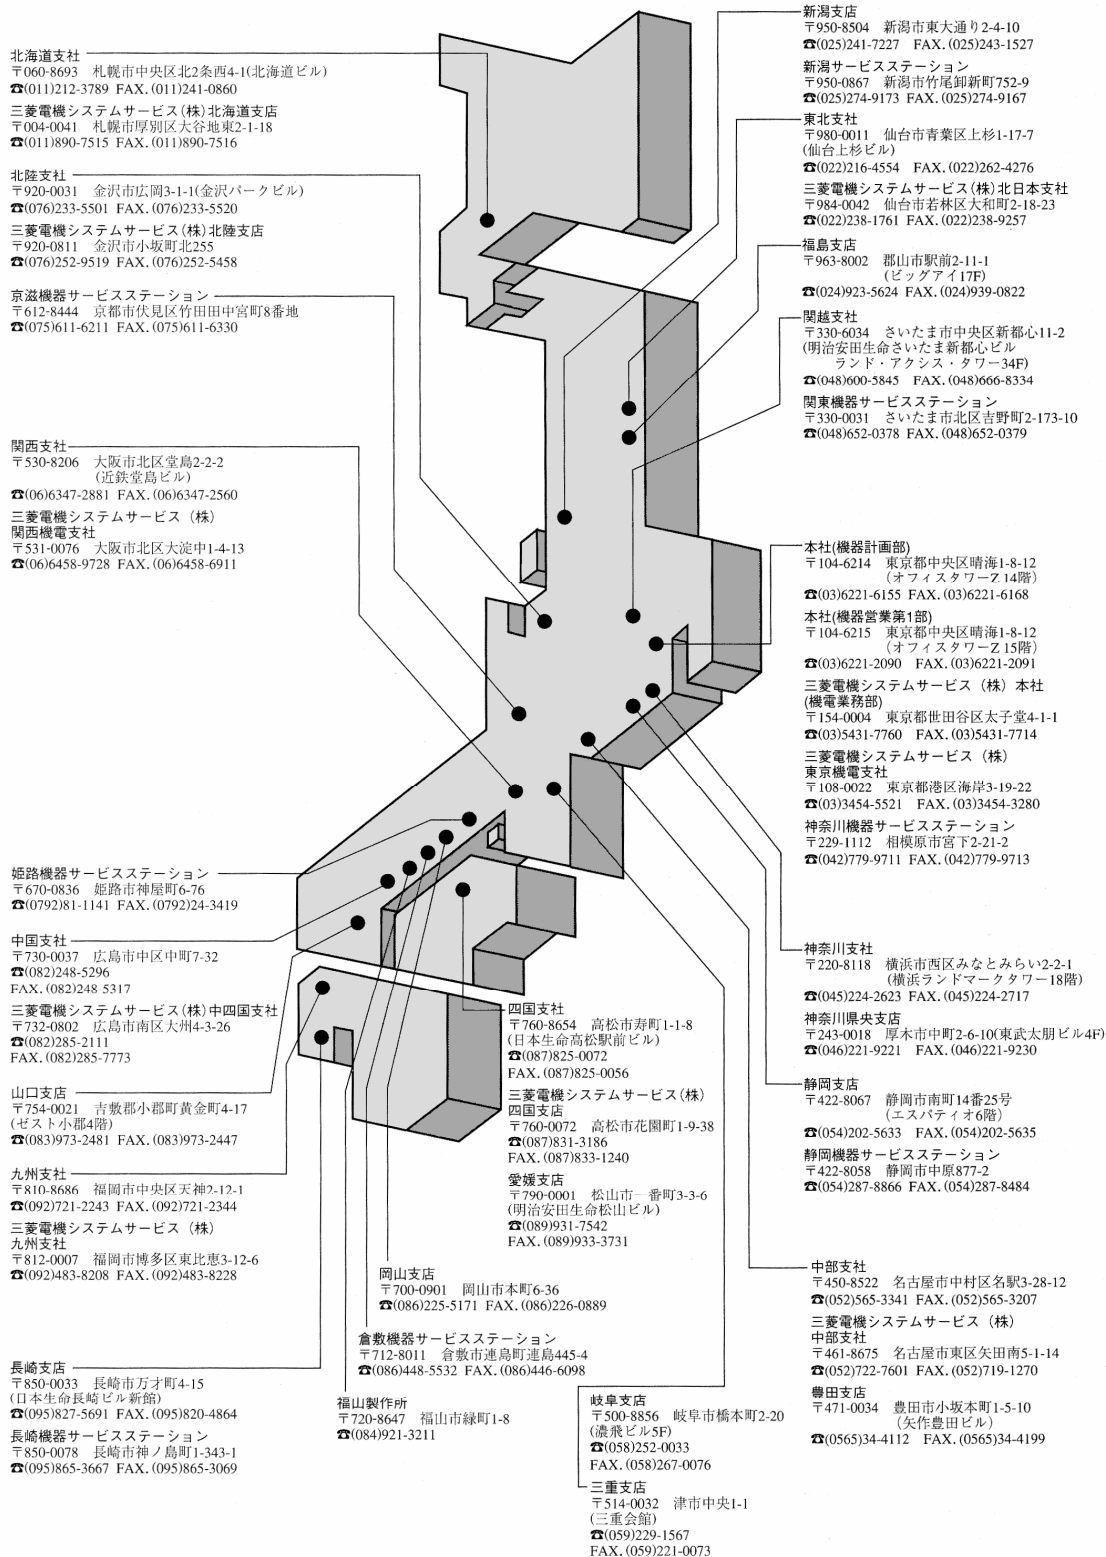 北海道支社
〒060-8693 札幌市中央区北2条西4-1(北海道ビル)
☎(011)212-3789 FAX.(011)241-0860
三菱電機システムサービス(株)北海道支店
〒004-0041 札幌市厚別区大谷地東2-1-18
☎(011)890-7515 FAX.(011)890-7516
北陸支社
〒920-0031 金沢市広岡3-1-1(金沢パークビル)
☎(076)233-5501 FAX.(076)233-5520
三菱電機システムサービス(株)北陸支店
〒920-0811 金沢市小坂町北255
☎(076)252-9519 FAX.(076)252-5458
京滋機器サービスステーション
〒612-8444 京都市伏見区竹田田中宮町8番地
☎(075)611-6211 FAX.(075)611-6330
関西支社
〒530-8206 大阪市北区堂島2-2-2
(近鉄堂島ビル)
☎(06)6347-2881 FAX.(06)6347-2560
三菱電機システムサービス(株)
関西機電支社
〒531-0076 大阪市北区大淀中1-4-13
☎(06)6458-9728 FAX.(06)6458-6911
姫路機器サービスステーション
〒670-0836 姫路市神屋町6-76
☎(0792)81-1141 FAX.(0792)24-3419
中国支社
〒730-0037 広島市中区中町7-32
☎(082)248-5296
FAX.(082)248 5317
三菱電機システムサービス(株)中四国支社
〒732-0802 広島市南区大州4-3-26
☎(082)285-2111
FAX.(082)285-7773
山口支店
〒754-0021 吉敷郡小郡町黄金町4-17
(ゼスト小郡4階)
☎(083)973-2481 FAX.(083)973-2447
九州支社
〒810-8686 福岡市中央区天神2-12-1
☎(092)721-2243 FAX.(092)721-2344
三菱電機システムサービス(株)
九州支社
〒812-0007 福岡市博多区東比恵3-12-6
☎(092)483-8208 FAX.(092)483-8228
長崎支店
〒850-0033 長崎市万才町4-15
(日本生命長崎ビル新館)
☎(095)827-5691 FAX.(095)820-4864
長崎機器サービスステーション
〒850-0078 長崎市神ノ島町1-343-1
☎(095)865-3667 FAX.(095)865-3069
岡山支店
〒700-0901 岡山市本町6-36
☎(086)225-5171 FAX.(086)226-0889
倉敷機器サービスステーション
〒712-8011 倉敷市連島町連島445-4
☎(086)448-5532 FAX.(086)446-6098
福山製作所
〒720-8647 福山市緑町1-8
☎(084)921-3211
四国支社
〒760-8654 高松市寿町1-1-8
(日本生命高松駅前ビル)
☎(087)825-0072
FAX.(087)825-0056
三菱電機システムサービス(株)
四国支店
〒760-0072 高松市花園町1-9-38
☎(087)831-3186
FAX.(087)833-1240
愛媛支店
〒790-0001 松山市一番町3-3-6
(明治安田生命松山ビル)
☎(089)931-7542
FAX.(089)933-3731
岐阜支店
〒500-8856 岐阜市橋本町2-20
(濃飛ビル5F)
☎(058)252-0033
FAX.(058)267-0076
三重支店
〒514-0032 津市中央1-1
(三重会館)
☎(059)229-1567
FAX.(059)221-0073
新潟支店
〒950-8504 新潟市東大通り2-4-10
☎(025)241-7227 FAX.(025)243-1527
新潟サービスステーション
〒950-0867 新潟市竹尾卸新町752-9
☎(025)274-9173 FAX.(025)274-9167
東北支社
〒980-0011 仙台市青葉区上杉1-17-7
(仙台上杉ビル)
☎(022)216-4554 FAX.(022)262-4276
三菱電機システムサービス(株)北日本支社
〒984-0042 仙台市若林区大和町2-18-23
☎(022)238-1761 FAX.(022)238-9257
福島支店
〒963-8002 郡山市駅前2-11-1
(ビッグアイ17F)
☎(024)923-5624 FAX.(024)939-0822
関越支社
〒330-6034 さいたま市中央区新都心11-2
(明治安田生命さいたま新都心ビル
ランド・アクシス・タワー34F)
☎(048)600-5845 FAX.(048)666-8334
関東機器サービスステーション
〒330-0031 さいたま市北区吉野町2-173-10
☎(048)652-0378 FAX.(048)652-0379
本社(機器計画部)
〒104-6214 東京都中央区晴海1-8-12
(オフィスタワーZ 14階)
☎(03)6221-6155 FAX.(03)6221-6168
本社(機器営業第1部)
〒104-6215 東京都中央区晴海1-8-12
(オフィスタワーZ 15階)
☎(03)6221-2090 FAX.(03)6221-2091
三菱電機システムサービス(株)本社
(機電業務部)
〒154-0004 東京都世田谷区太子堂4-1-1
☎(03)5431-7760 FAX.(03)5431-7714
三菱電機システムサービス(株)
東京機電支社
〒108-0022 東京都港区海岸3-19-22
☎(03)3454-5521 FAX.(03)3454-3280
神奈川機器サービスステーション
〒229-1112 相模原市宮下2-21-2
☎(042)779-9711 FAX.(042)779-9713
神奈川支社
〒220-8118 横浜市西区みなとみらい2-2-1
(横浜ランドマークタワー18階)
☎(045)224-2623 FAX.(045)224-2717
神奈川県央支店
〒243-0018 厚木市中町2-6-10(東武太朋ビル4F)
☎(046)221-9221 FAX.(046)221-9230
静岡支店
〒422-8067 静岡市南町14番25号
(エスパティオ6階)
☎(054)202-5633 FAX.(054)202-5635
静岡機器サービスステーション
〒422-8058 静岡市中原877-2
☎(054)287-8866 FAX.(054)287-8484
中部支社
〒450-8522 名古屋市中村区名駅3-28-12
☎(052)565-3341 FAX.(052)565-3207
三菱電機システムサービス(株)
中部支社
〒461-8675 名古屋市東区矢田南5-1-14
☎(052)722-7601 FAX.(052)719-1270
豊田支店
〒471-0034 豊田市小坂本町1-5-10
(矢作豊田ビル)
☎(0565)34-4112 FAX.(0565)34-4199